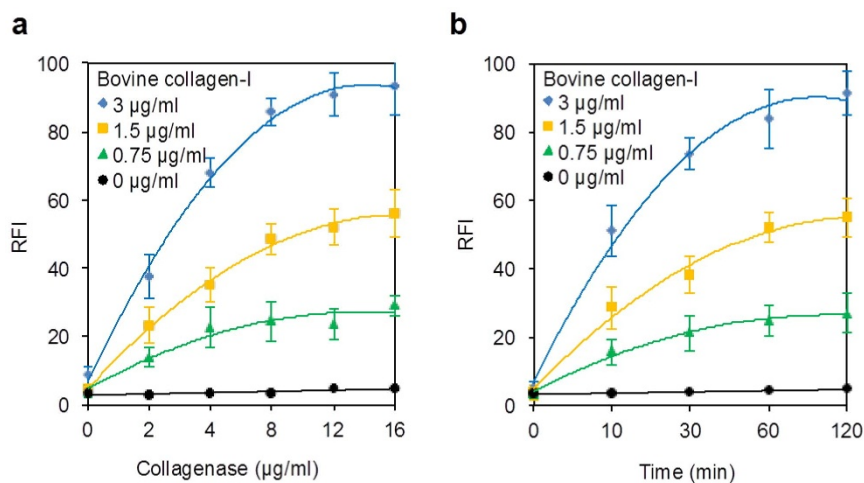 a
RFI
100
80
60
40
20
0
Bovine collagen-I
3 µg/ml
1.5 µg/ml
0.75 µg/ml
0 µg/ml
0 2 4 8 12 16
Collagenase (µg/ml)
b
RFI
100
80
60
40
20
0
Bovine collagen-I
3 µg/ml
1.5 µg/ml
0.75 µg/ml
0 µg/ml
0 10 30 60 120
Time (min)